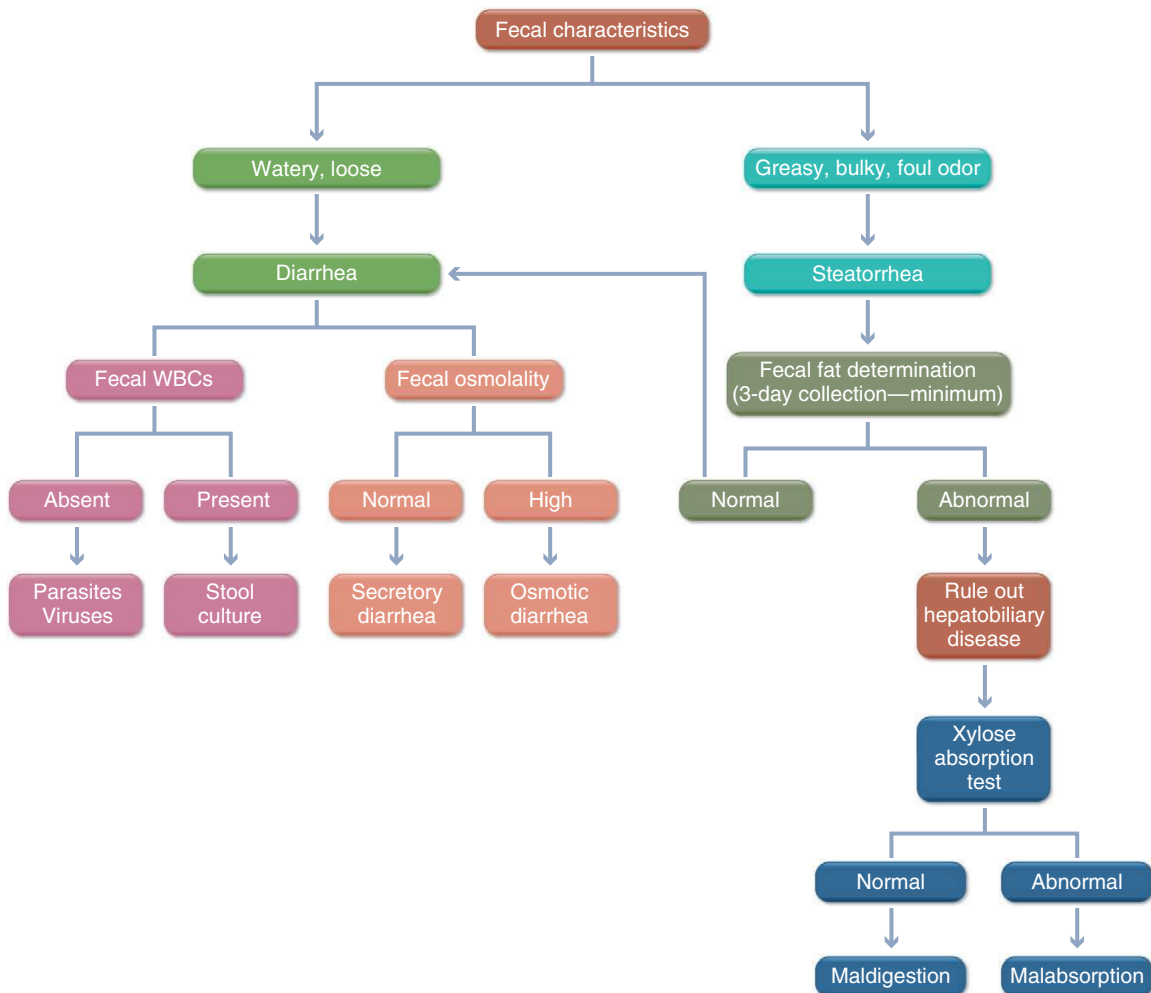 Fecal characteristics
Watery, loose
Greasy, bulky, foul odor
Diarrhea
Steatorrhea
Fecal WBCs
Fecal osmolality
Fecal fat determination
(3-day collection—minimum)
Absent
Present
Normal
High
Normal
Abnormal
Parasites
Viruses
Stool
culture
Secretory
diarrhea
Osmotic
diarrhea
Rule out
hepatobiliary
disease
Xylose
absorption
test
Normal
Abnormal
Maldigestion
Malabsorption